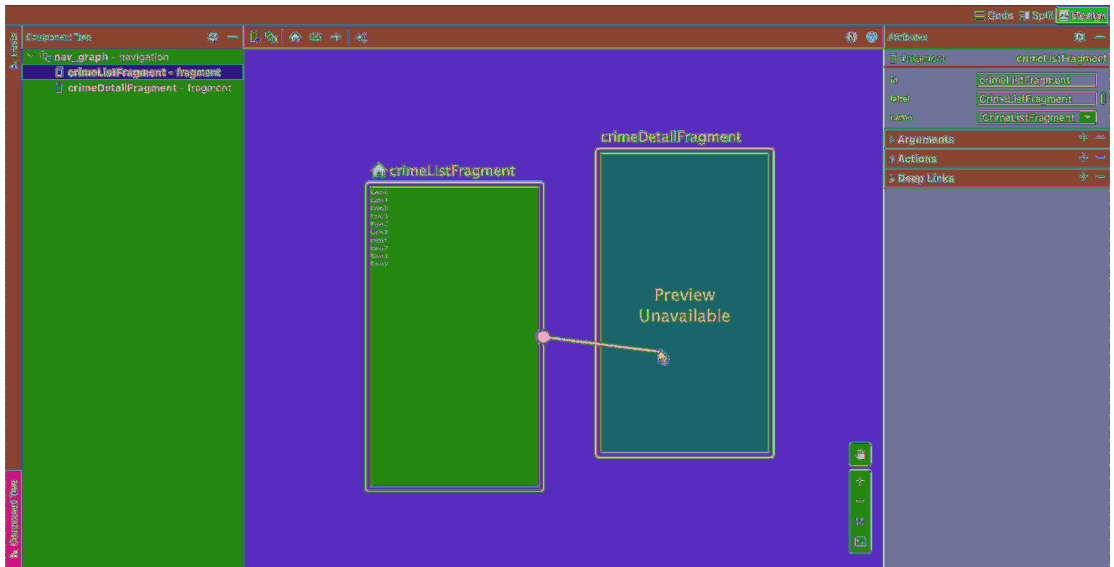 Code Split Design
Component Tree
Attributes
nav_graph - navigation
crimeListFragment - fragment
crimeDetailFragment - fragment
fragment crimeListFragment
id crimeListFragment
label CrimeListFragment
name CrimeListFragment
Arguments
Actions
Deep Links
crimeDetailFragment
crimeListFragment
Preview
Unavailable
Component Tree